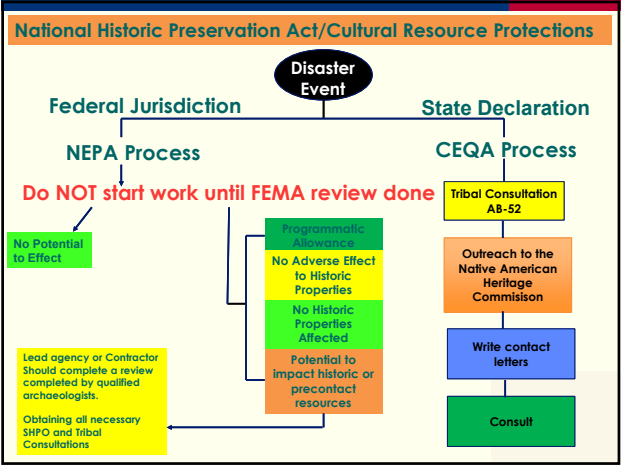 National Historic Preservation Act/Cultural Resource Protections
Disaster
Event
Federal Jurisdiction
State Declaration
NEPA Process
CEQA Process
Do NOT start work until FEMA review done
Tribal Consultation
AB-52
No Potential
to Effect
Programmatic
Allowance
No Adverse Effect
to Historic
Properties
No Historic
Properties
Affected
Potential to
impact historic or
precontact
resources
Outreach to the
Native American
Heritage
Commisison
Write contact
letters
Consult
Lead agency or Contractor
Should complete a review
completed by qualified
archaeologists.
Obtaining all necessary
SHPO and Tribal
Consultations